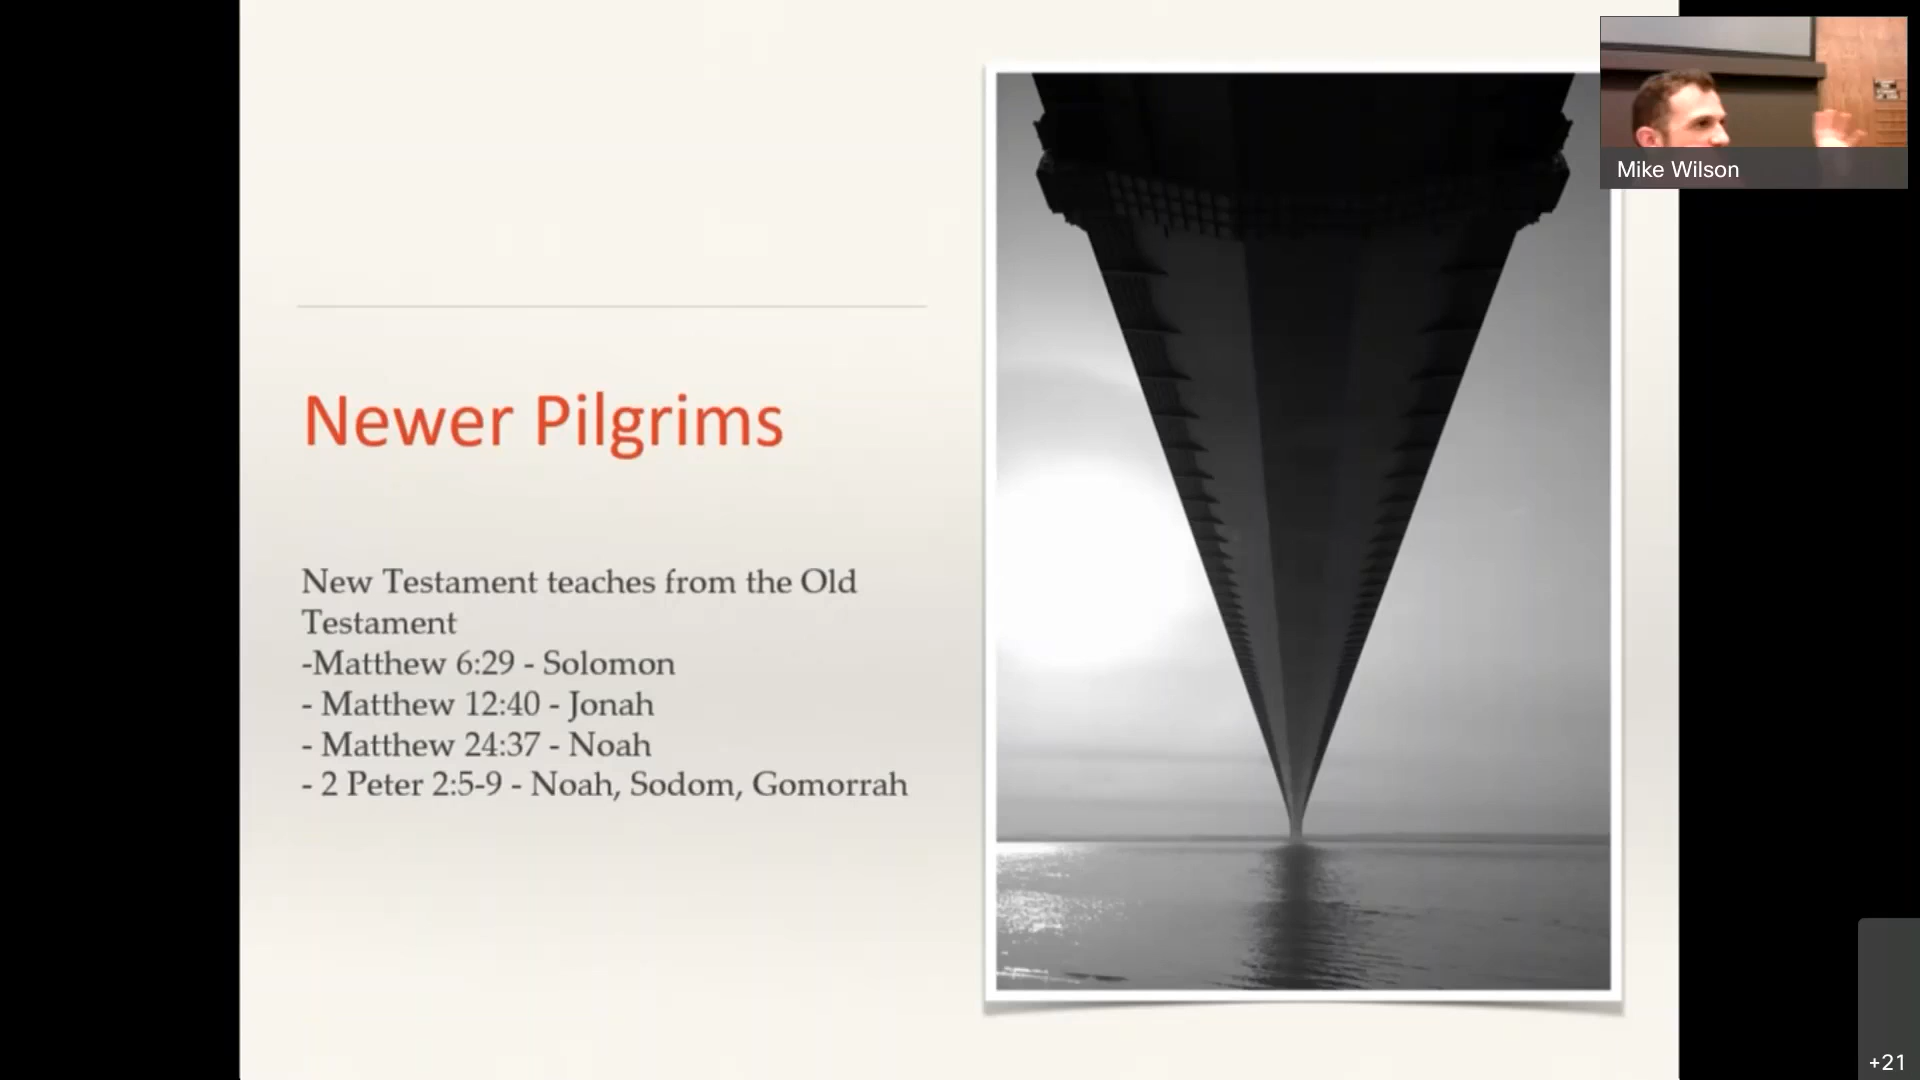 Newer Pilgrims
New Testament teaches from the Old
Testament
-Matthew 6:29 - Solomon
- Matthew 12:40 - Jonah
- Matthew 24:37 - Noah
- 2 Peter 2:5-9 - Noah, Sodom, Gomorrah
Mike Wilson
+21